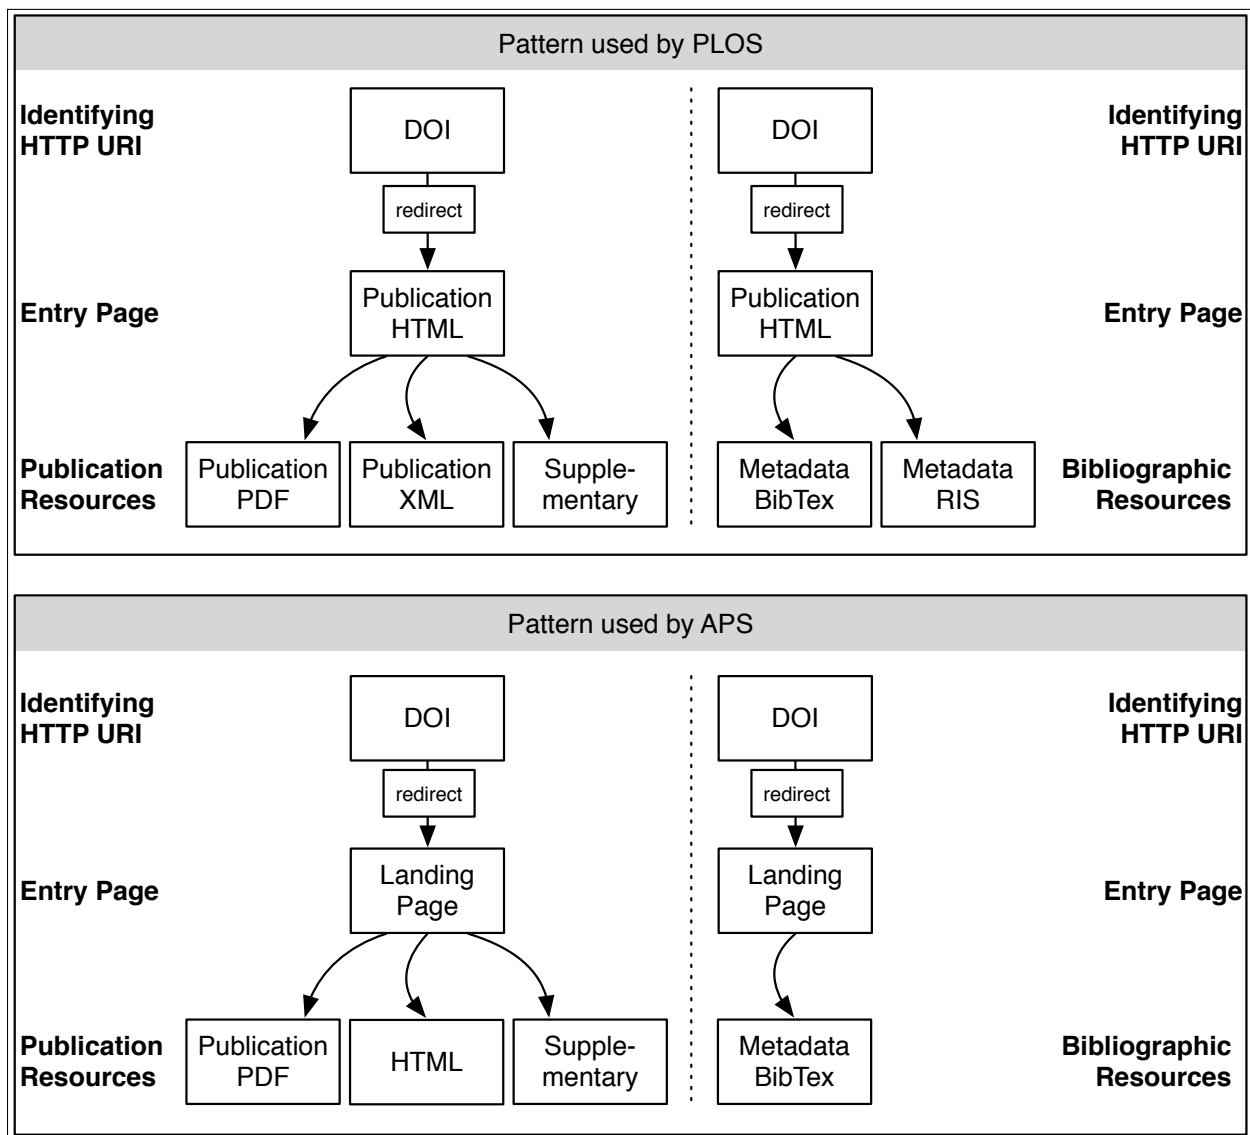 Pattern used by PLOS
Identifying
HTTP URI
DOI
DOI
Identifying
HTTP URI
redirect
redirect
Entry Page
Publication
HTML
Publication
HTML
Entry Page
Publication
Resources
Publication
PDF
Publication
XML
Supple-
mentary
Metadata
BibTex
Metadata
RIS
Bibliographic
Resources
Pattern used by APS
Identifying
HTTP URI
DOI
DOI
Identifying
HTTP URI
redirect
redirect
Entry Page
Landing
Page
Landing
Page
Entry Page
Publication
Resources
Publication
PDF
HTML
Supple-
mentary
Metadata
BibTex
Bibliographic
Resources